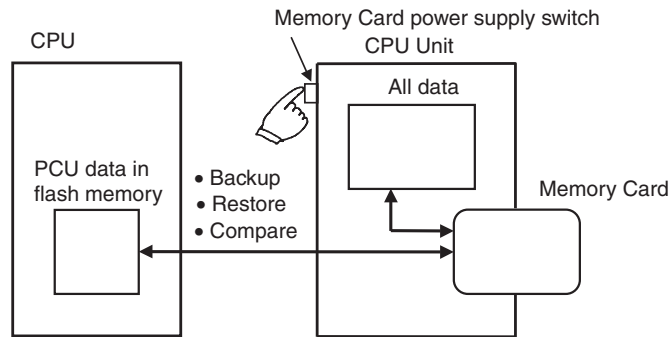 Memory Card power supply switch
CPU
CPU Unit
All data
PCU data in
flash memory
• Backup
• Restore
• Compare
Memory Card